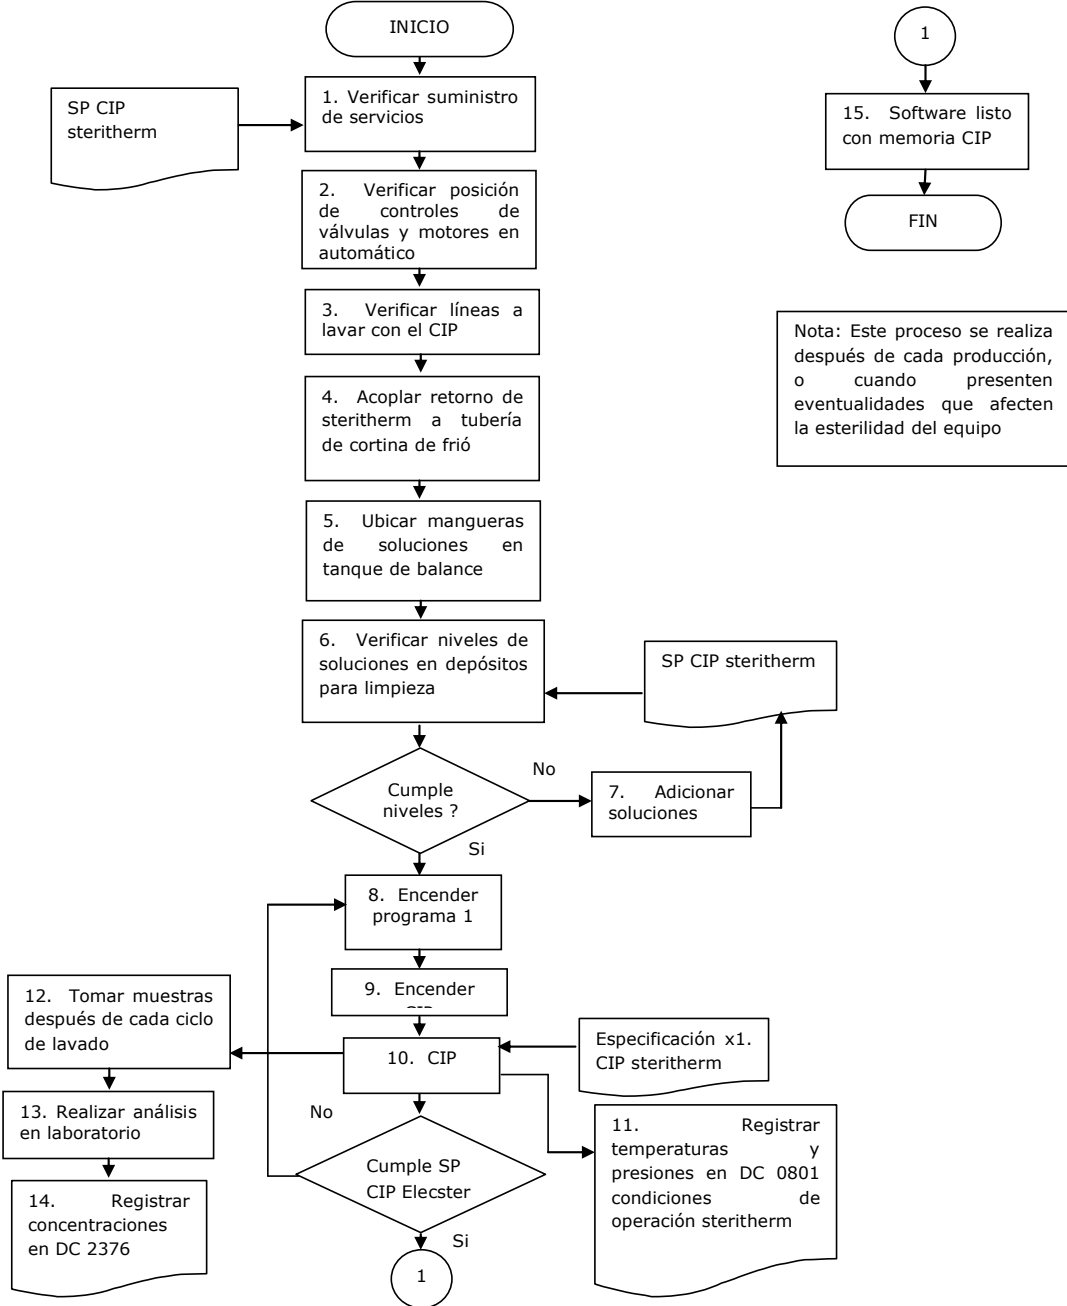 INICIO
SP CIP
steritherm
1. Verificar suministro
de servicios
2. Verificar posición
de controles de
válvulas y motores en
automático
3. Verificar líneas a
lavar con el CIP
4. Acoplar retorno de
steritherm a tubería
de cortina de frió
5. Ubicar mangueras
de soluciones en
tanque de balance
6. Verificar niveles de
soluciones en depósitos
para limpieza
SP CIP steritherm
Cumple
niveles ?
No
7. Adicionar
soluciones
Si
8. Encender
programa 1
9. Encender
10. CIP
Especificación x1.
CIP steritherm
11. Registrar
temperaturas y
presiones en DC 0801
condiciones de
operación steritherm
12. Tomar muestras
después de cada ciclo
de lavado
13. Realizar análisis
en laboratorio
14. Registrar
concentraciones
en DC 2376
No
Cumple SP
CIP Elecster
Si
1
1
15. Software listo
con memoria CIP
FIN
Nota: Este proceso se realiza
después de cada producción,
o cuando presenten
eventualidades que afecten
la esterilidad del equipo